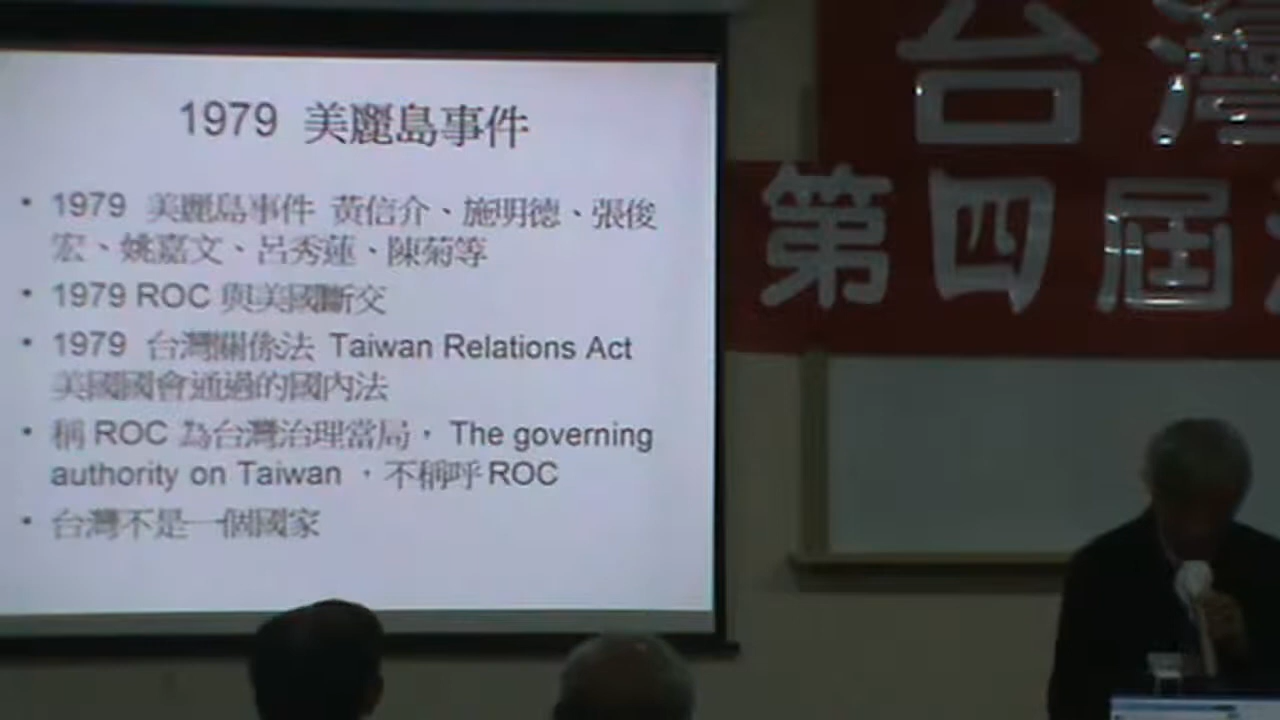 1979 美麗島事件
• 1979 美麗島事件 黃信介、施明德、張俊
宏、姚嘉文、呂秀蓮、陳菊等
• 1979 ROC 與美國斷交
• 1979 台灣關係法 Taiwan Relations Act
美國國會通過的國內法
• 稱 ROC 為台灣治理當局， The governing
authority on Taiwan ，不稱呼 ROC
• 台灣不是一個國家
台灣
第四屆